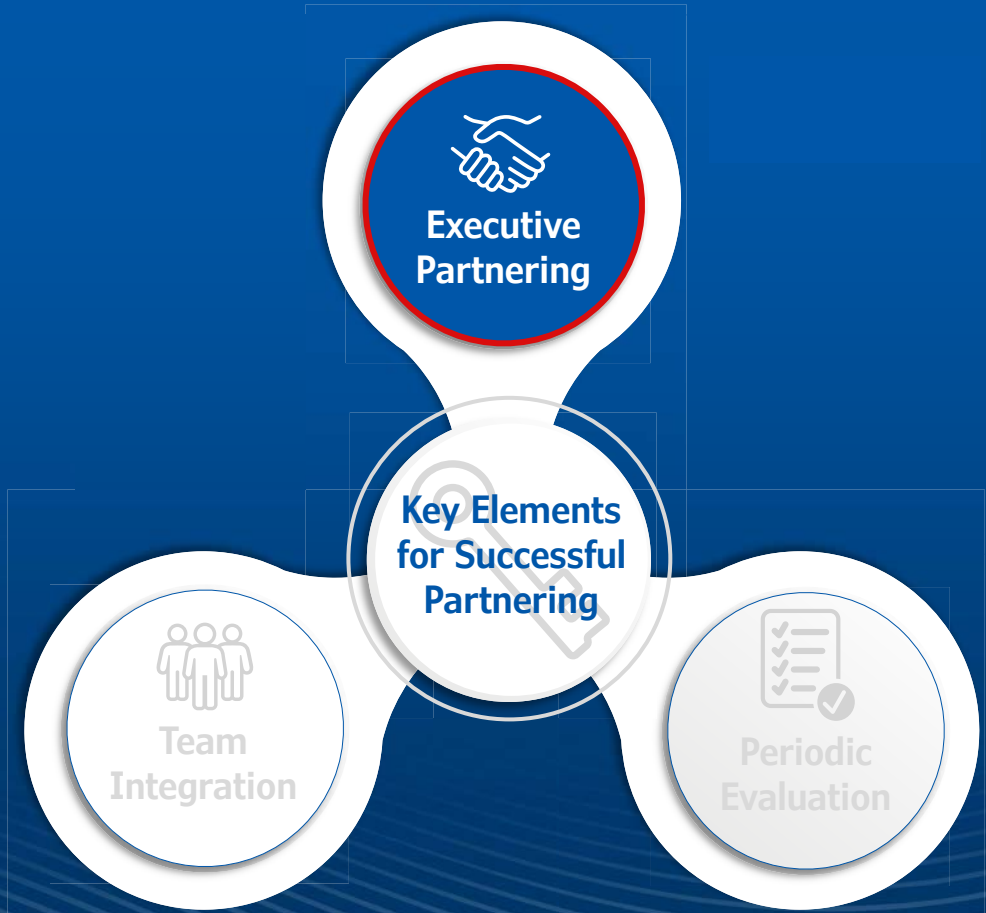 Executive
Partnering
Key Elements
for Successful
Partnering
Team
Integration
Periodic
Evaluation